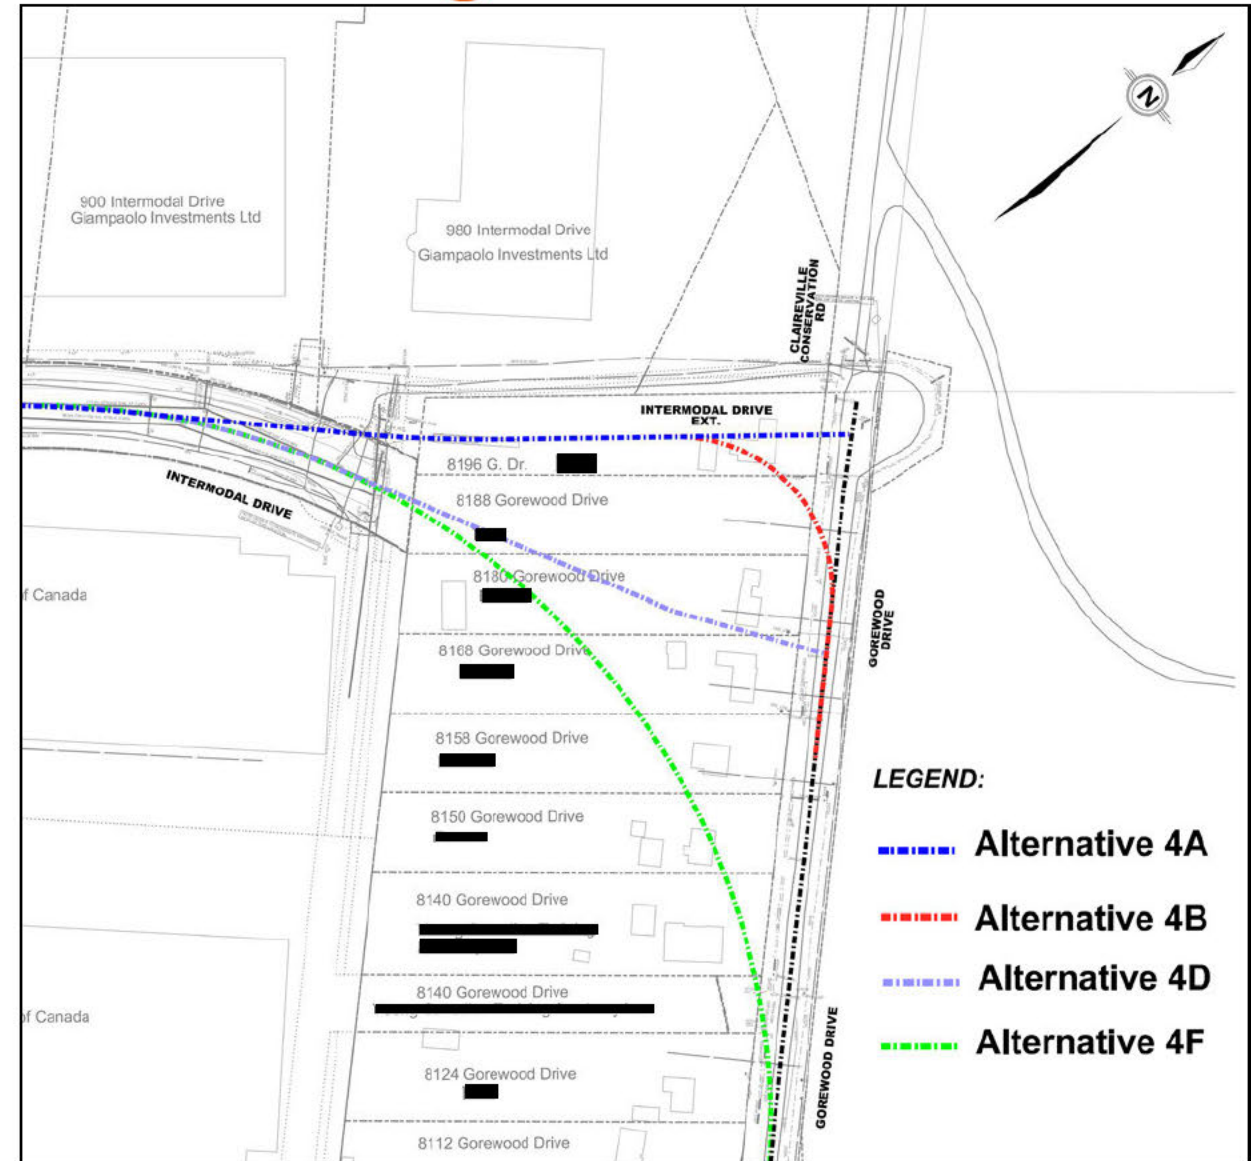 N
900 Intermodal Drive
Giampaolo Investments Ltd
980 Intermodal Drive
Giampaolo Investments Ltd
CLAIREVILLE
CONSERVATION
RD
INTERMODAL DRIVE
EXT.
8196 G. Dr.
INTERMODAL DRIVE
8188 Gorewood Drive
8180 Gorewood Drive
f Canada
GOREWOOD
DRIVE
8168 Gorewood Drive
8158 Gorewood Drive
8150 Gorewood Drive
8140 Gorewood Drive
8140 Gorewood Drive
of Canada
GOREWOOD DRIVE
8124 Gorewood Drive
8112 Gorewood Drive
LEGEND:
Alternative 4A
Alternative 4B
Alternative 4D
Alternative 4F